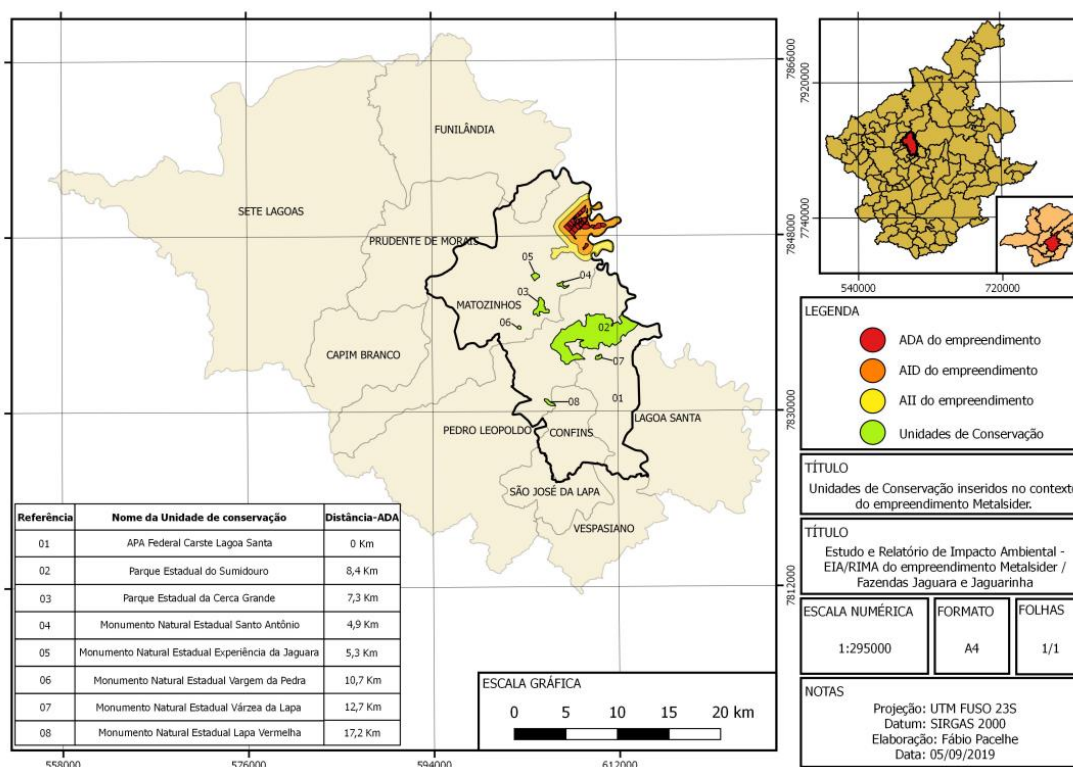 7866000
7848000
7830000
7812000
558000
576000
594000
612000
FUNILÂNDIA
SETE LAGOAS
PRUDENTE DE MORAIS
05
04
03
MATOZINHOS
06
02
CAPIM BRANCO
07
08
01
LAGOA SANTA
PEDRO LEOPOLDO
CONFINS
SÃO JOSÉ DA LAPA
VESPASIANO
Referência Nome da Unidade de conservação Distância-ADA
01 APA Federal Carste Lagoa Santa 0 Km
02 Parque Estadual do Sumidouro 8,4 Km
03 Parque Estadual da Cerca Grande 7,3 Km
04 Monumento Natural Estadual Santo Antônio 4,9 Km
05 Monumento Natural Estadual Experiência da Jaguara 5,3 Km
06 Monumento Natural Estadual Vargem da Pedra 10,7 Km
07 Monumento Natural Estadual Várzea da Lapa 12,7 Km
08 Monumento Natural Estadual Lapa Vermelha 17,2 Km
ESCALA GRÁFICA
0 5 10 15 20 km
7920000
7740000
540000
720000
LEGENDA
ADA do empreendimento
AID do empreendimento
AII do empreendimento
Unidades de Conservação
TÍTULO
Unidades de Conservação inseridos no contexto
do empreendimento Metalsider.
TÍTULO
Estudo e Relatório de Impacto Ambiental -
EIA/RIMA do empreendimento Metalsider /
Fazendas Jaguara e Jaguarinha
ESCALA NUMÉRICA
1:295000
FORMATO
A4
FOLHAS
1/1
NOTAS
Projeção: UTM FUSO 23S
Datum: SIRGAS 2000
Elaboração: Fábio Pacelhe
Data: 05/09/2019